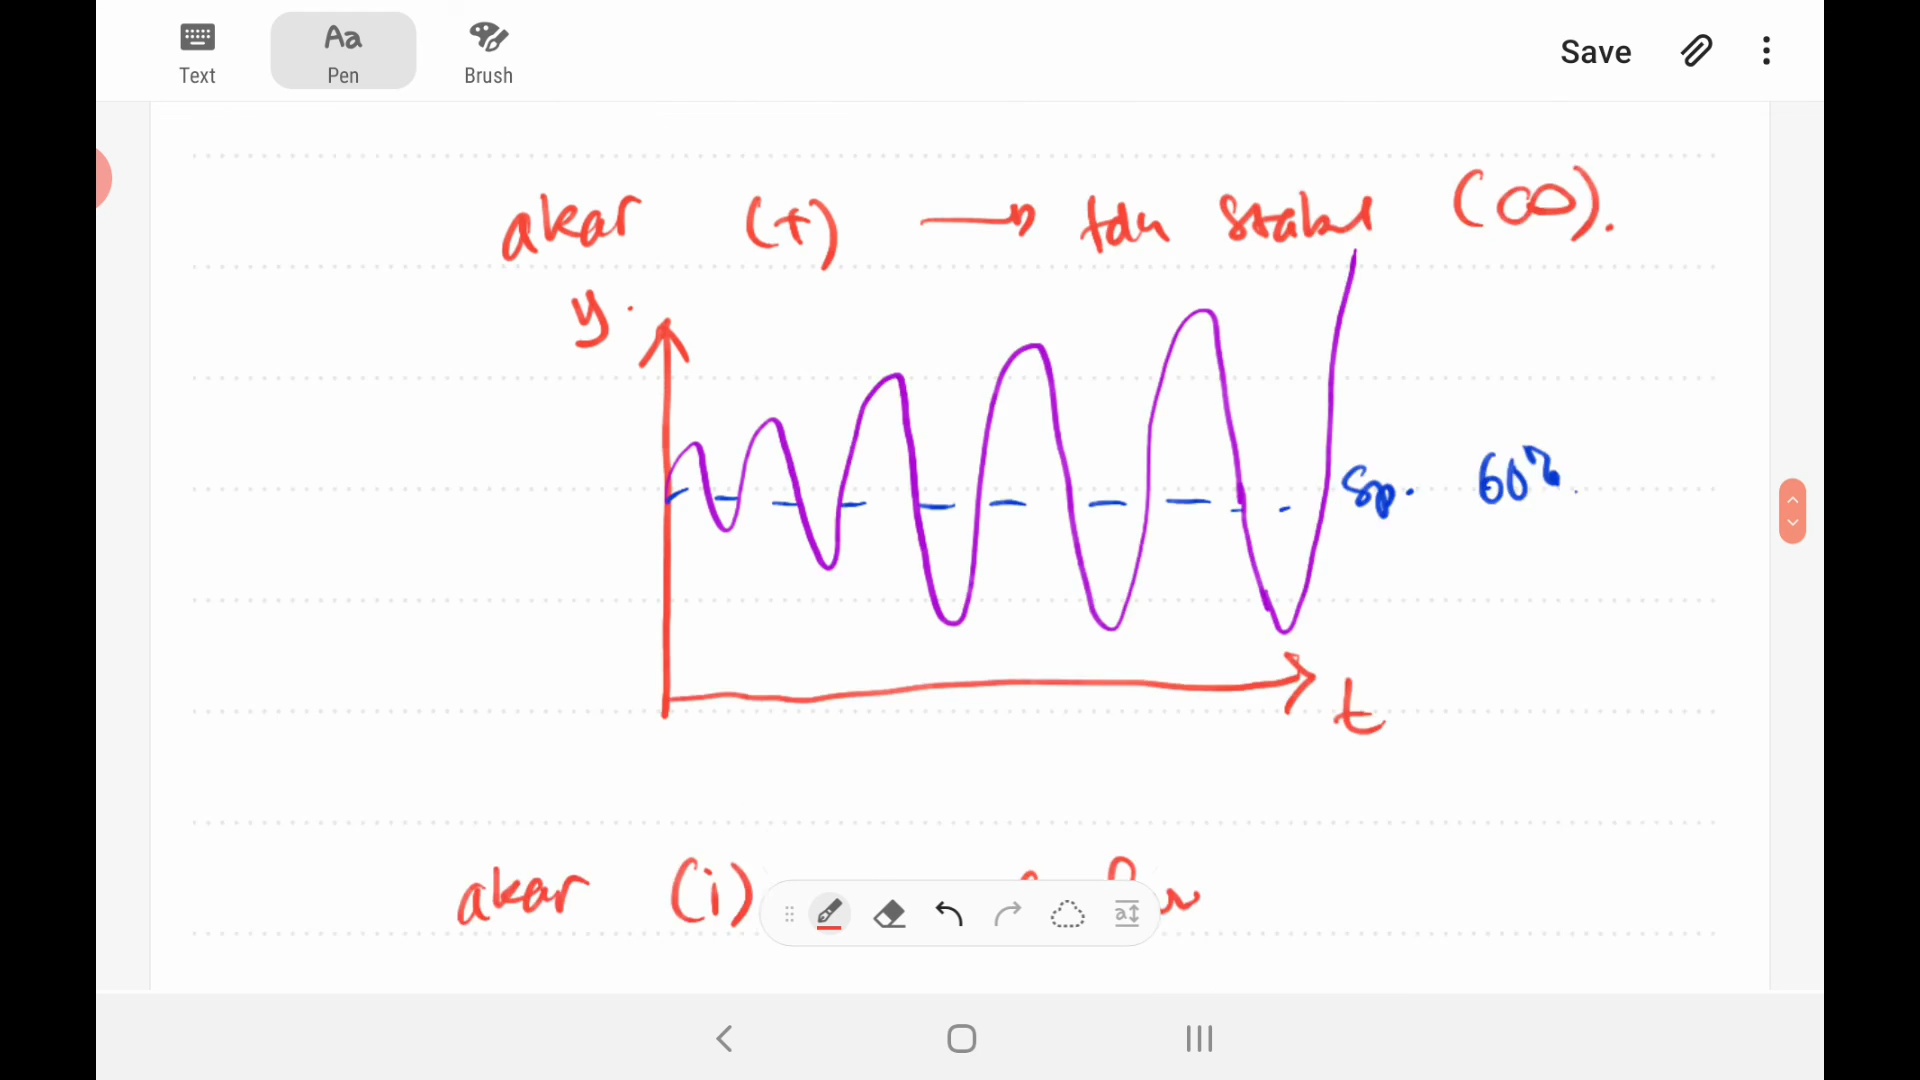 Text Pen Brush Save
akar (+) → tdk stabil (∞).
y.
Sp. 60%.
t
akar (i)